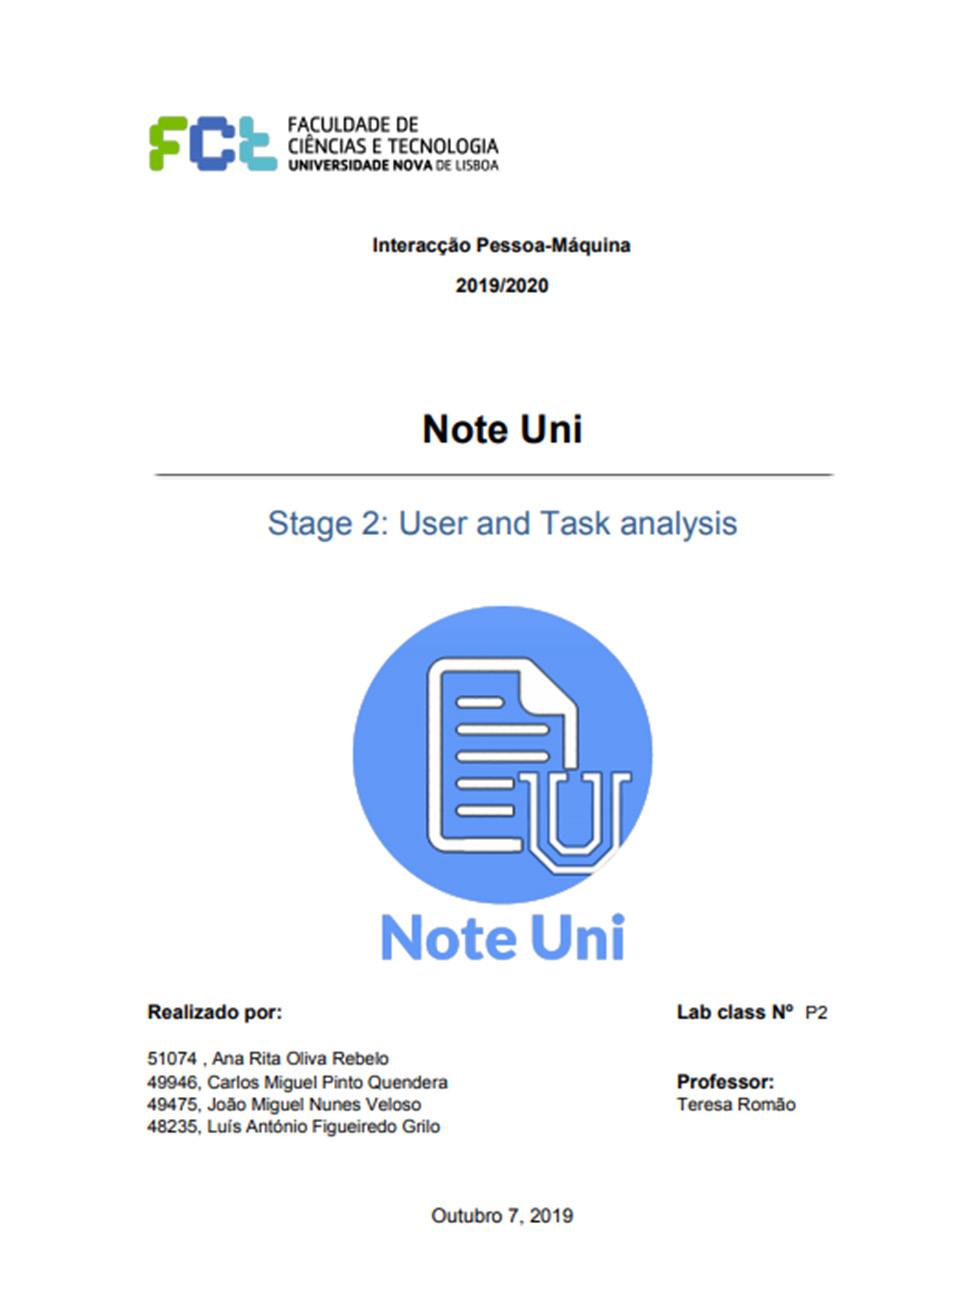 FCt
FACULDADE DE
CIÊNCIAS E TECNOLOGIA
UNIVERSIDADE NOVA DE LISBOA
Interacção Pessoa-Máquina
2019/2020
Note Uni
Stage 2: User and Task analysis
U
Note Uni
Realizado por:
Lab class Nº P2
51074 , Ana Rita Oliva Rebelo
49946, Carlos Miguel Pinto Quendera
Professor:
49475, João Miguel Nunes Veloso
Teresa Romão
48235, Luís António Figueiredo Grilo
Outubro 7, 2019